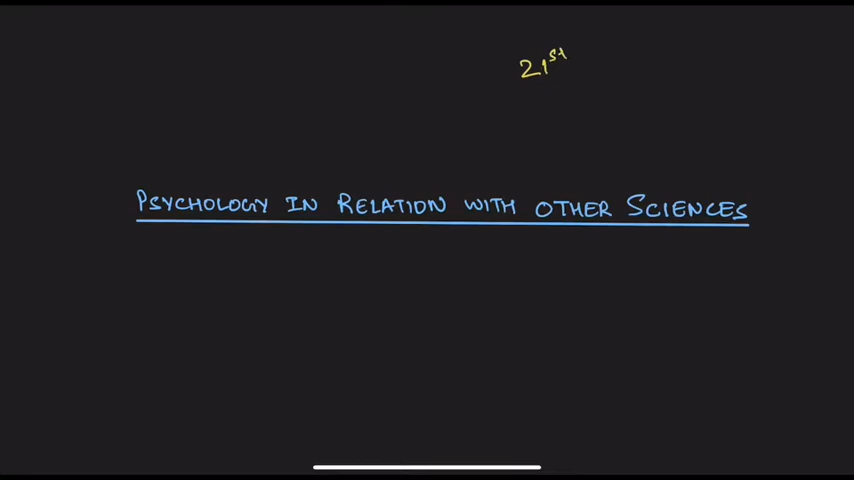 21st
PSYCHOLOGY IN RELATION WITH OTHER SCIENCES